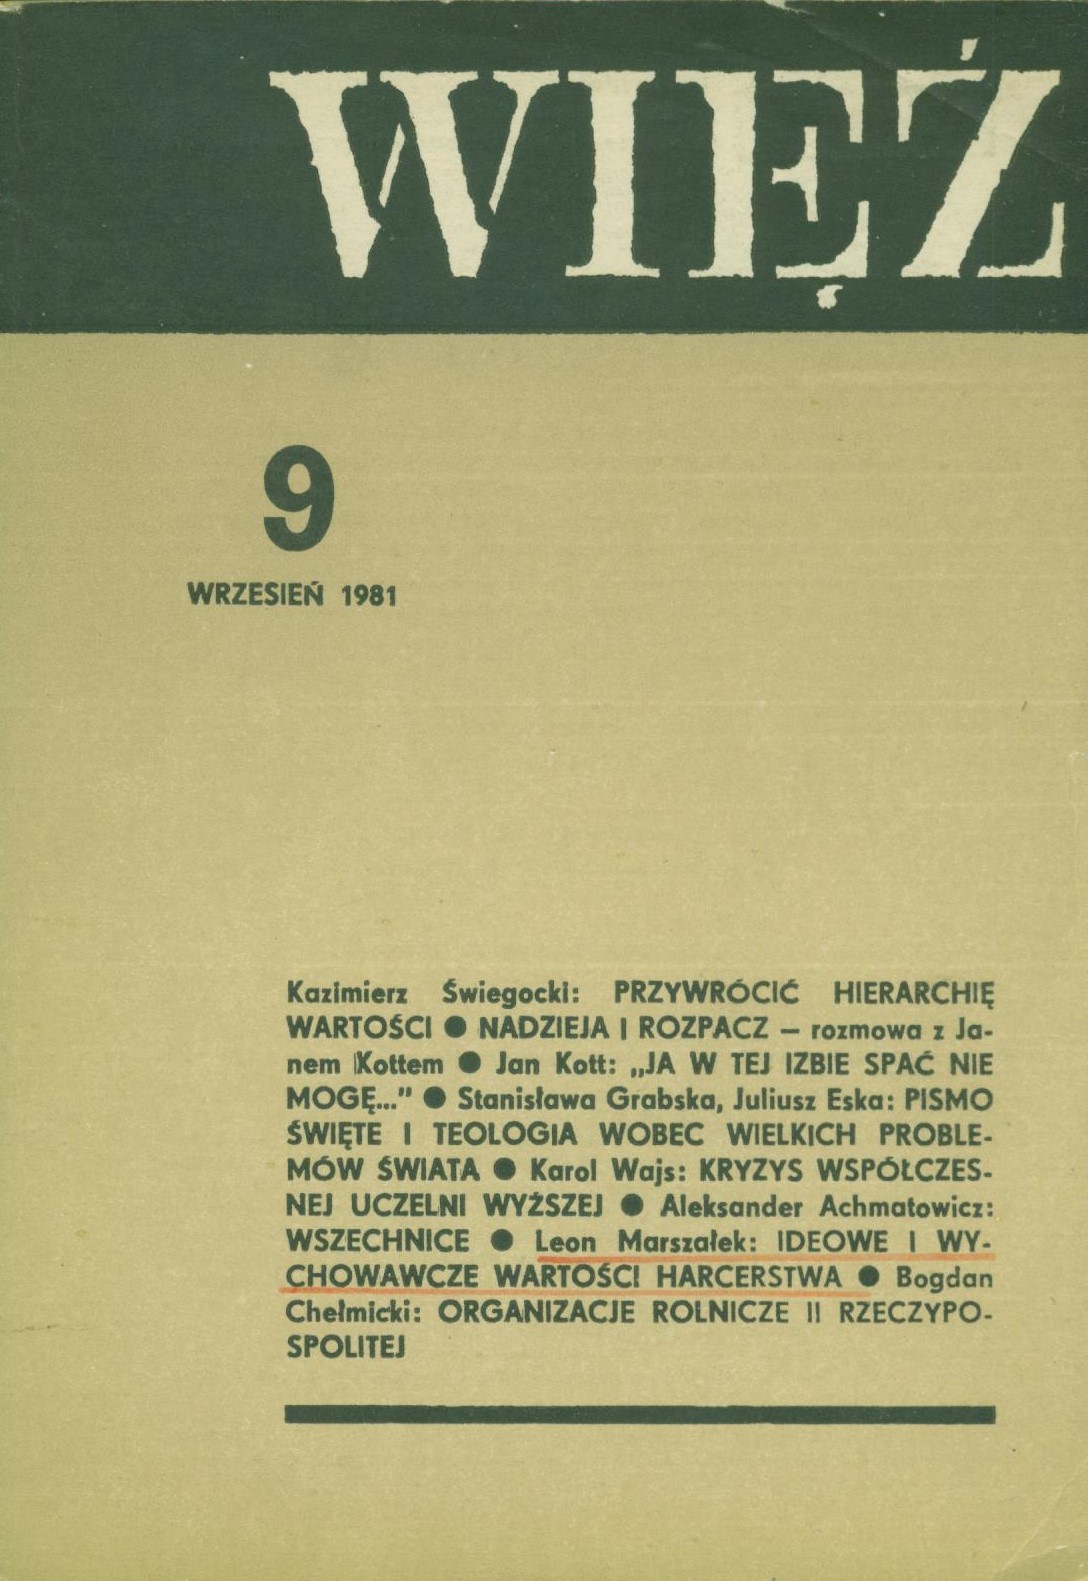 WIĘŹ
9
WRZESIEŃ 1981
Kazimierz Świegocki: PRZYWRÓCIĆ HIERARCHIĘ
WARTOŚCI ● NADZIEJA I ROZPACZ — rozmowa z Ja-
nem Kottem ● Jan Kott: „JA W TEJ IZBIE SPAĆ NIE
MOGĘ..." ● Stanisława Grabska, Juliusz Eska: PISMO
ŚWIĘTE I TEOLOGIA WOBEC WIELKICH PROBLE-
MÓW ŚWIATA ● Karol Wajs: KRYZYS WSPÓŁCZES-
NEJ UCZELNI WYŻSZEJ ● Aleksander Achmatowicz:
WSZECHNICE ● Leon Marszałek: IDEOWE I WY-
CHOWAWCZE WARTOŚCI HARCERSTWA ● Bogdan
Chełmicki: ORGANIZACJE ROLNICZE II RZECZYPO-
SPOLITEJ